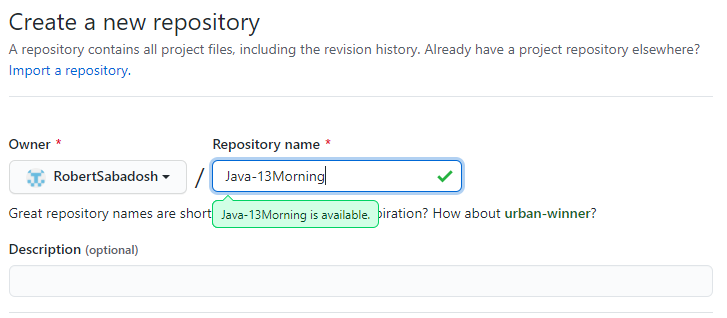 Create a new repository
A repository contains all project files, including the revision history. Already have a project repository elsewhere?
Import a repository.
Owner *
Repository name *
RobertSabadosh
/
Java-13Morning
Great repository names are short
piration? How about urban-winner?
Java-13Morning is available.
Description (optional)